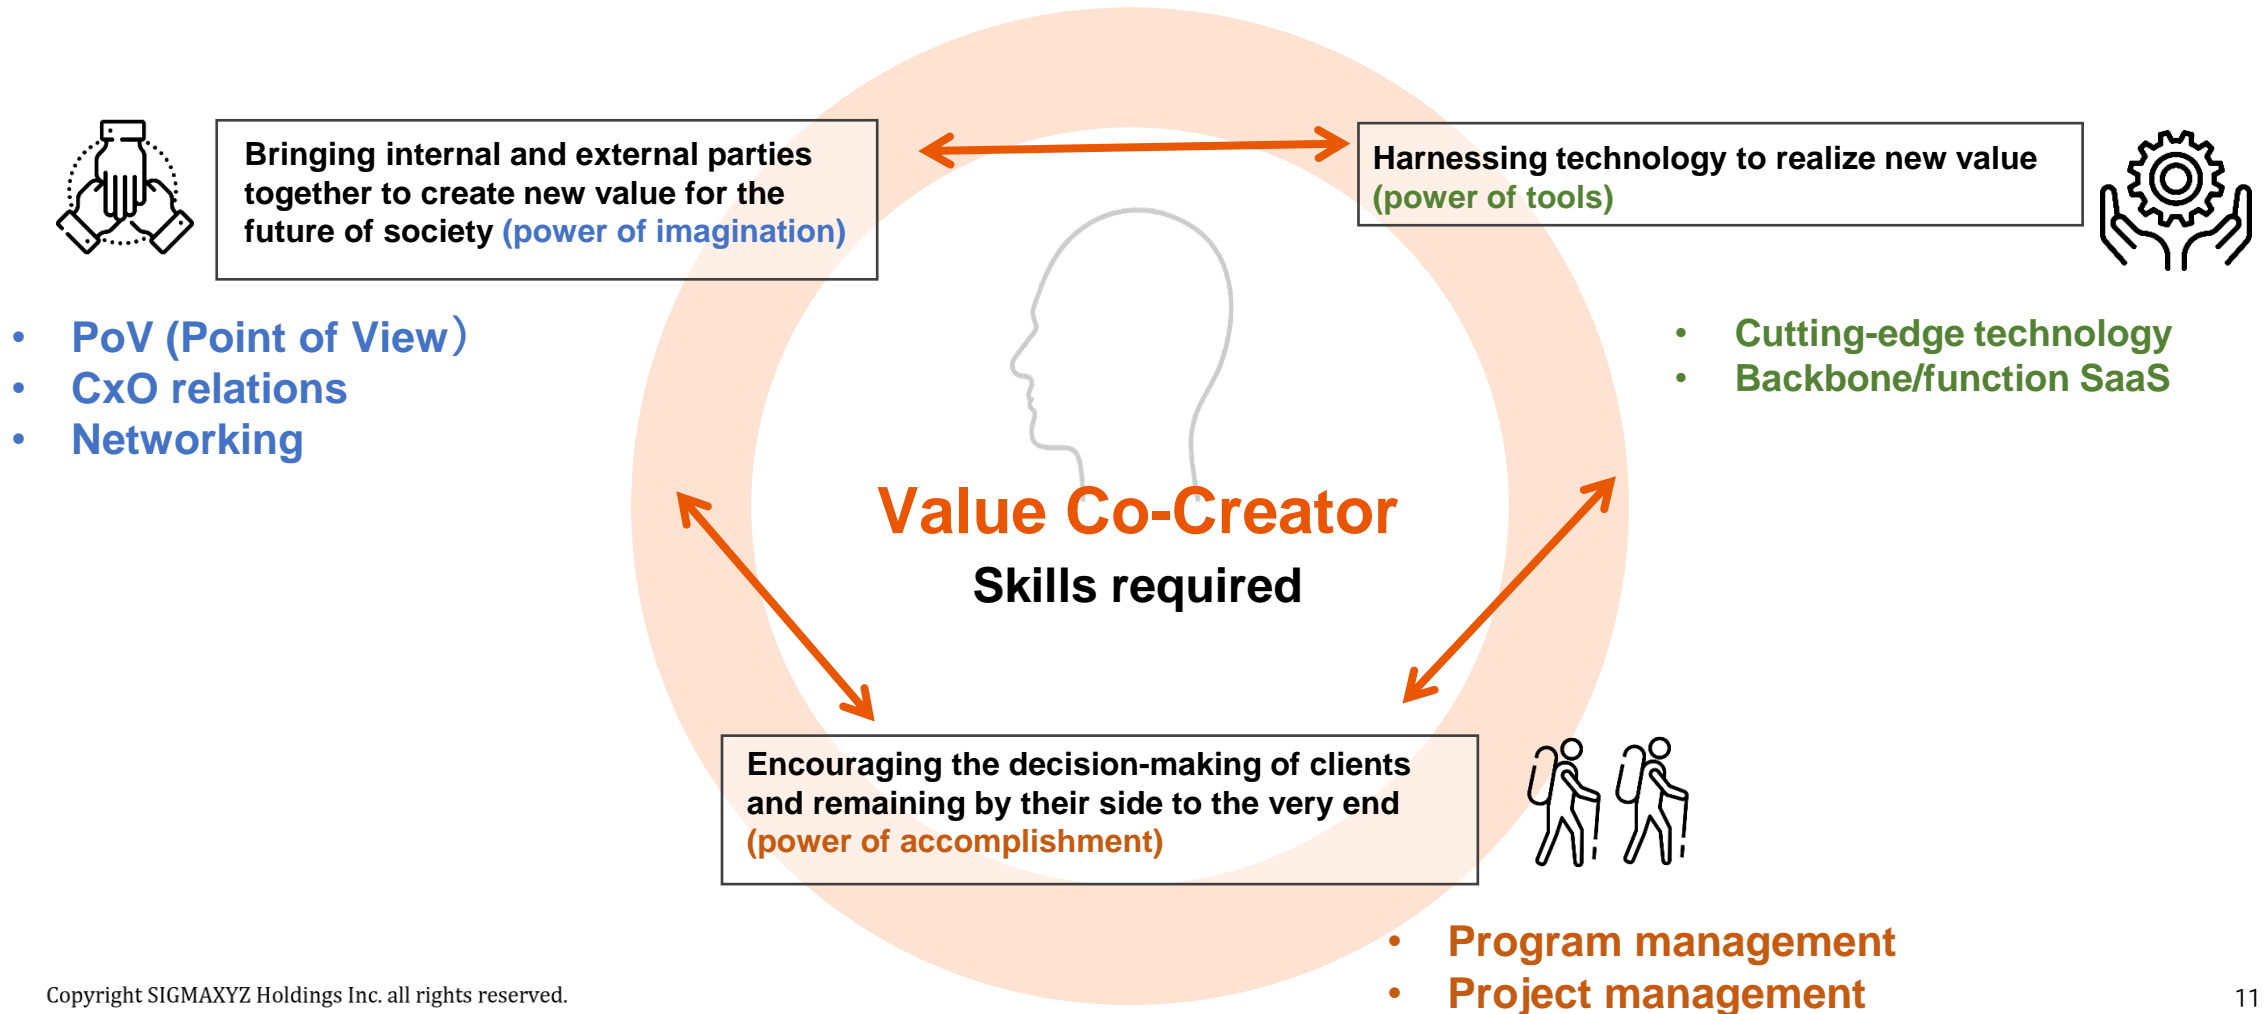 Bringing internal and external parties
together to create new value for the
future of society (power of imagination)
Harnessing technology to realize new value
(power of tools)
• PoV (Point of View）
• CxO relations
• Networking
• Cutting-edge technology
• Backbone/function SaaS
Value Co-Creator
Skills required
Encouraging the decision-making of clients
and remaining by their side to the very end
(power of accomplishment)
• Program management
• Project management
Copyright SIGMAXYZ Holdings Inc. all rights reserved.
11